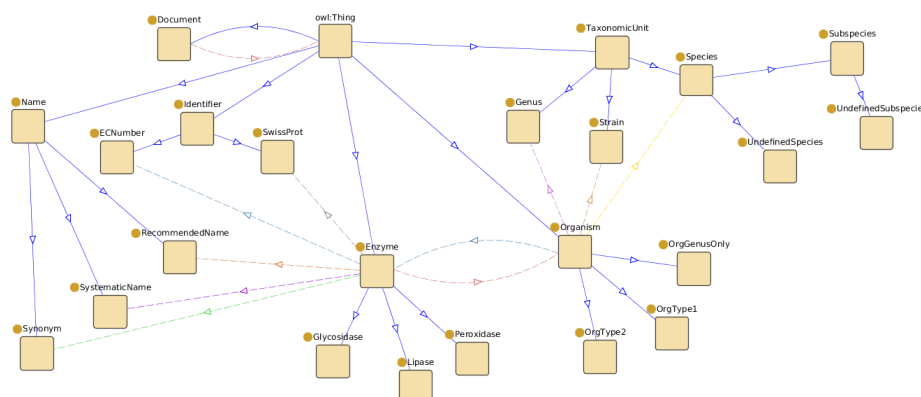 owl:Thing
Document
TaxonomicUnit
Subspecies
Species
Name
Identifier
Genus
UndefinedSubspecie
ECNumber
SwissProt
Strain
UndefinedSpecies
RecommendedName
Enzyme
Organism
OrgGenusOnly
SystematicName
Synonym
Glycosidase
Peroxidase
OrgType2
OrgType1
Lipase